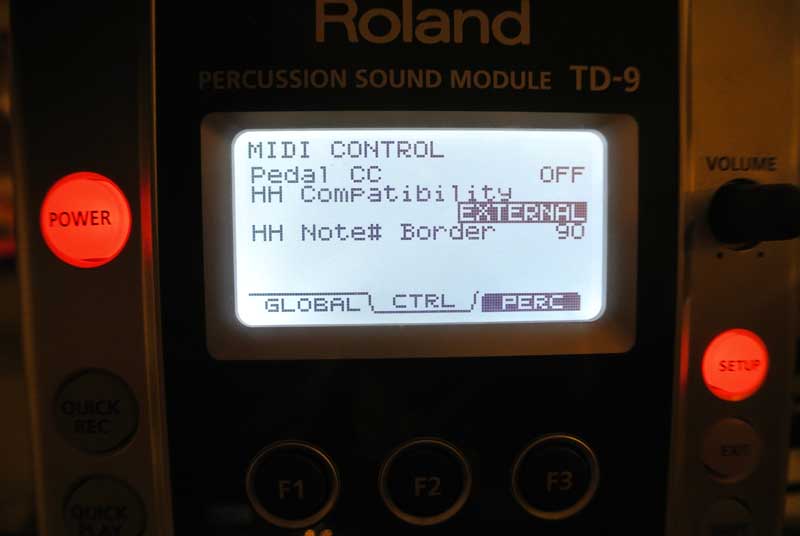 Roland
PERCUSSION SOUND MODULE TD-9
MIDI CONTROL
Pedal CC OFF
HH Compatibility
EXTERNAL
HH Note# Border 90
GLOBAL CTRL PERC
POWER
VOLUME
SETUP
QUICK
REC
EXIT
F1 F2 F3
QUICK
PLAY